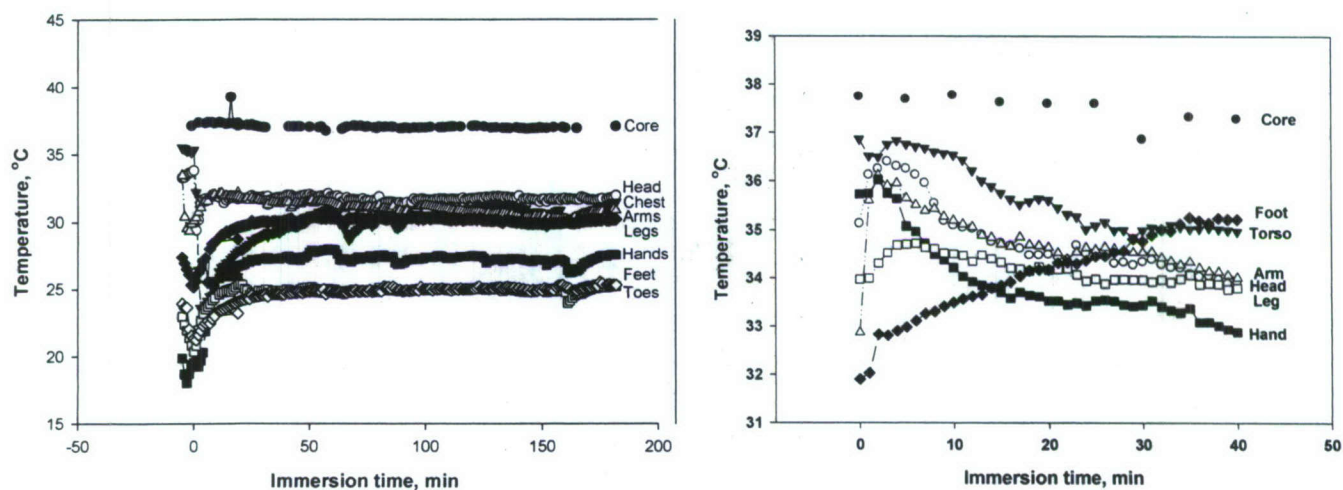 45
40
35
30
25
20
15
-50
0
50
100
150
200
Temperature, °C
Immersion time, min
Core
Head
Chest
Arms
Legs
Hands
Feet
Toes
39
38
37
36
35
34
33
32
31
0
10
20
30
40
50
Temperature, °C
Immersion time, min
Core
Foot
Torso
Arm
Head
Leg
Hand